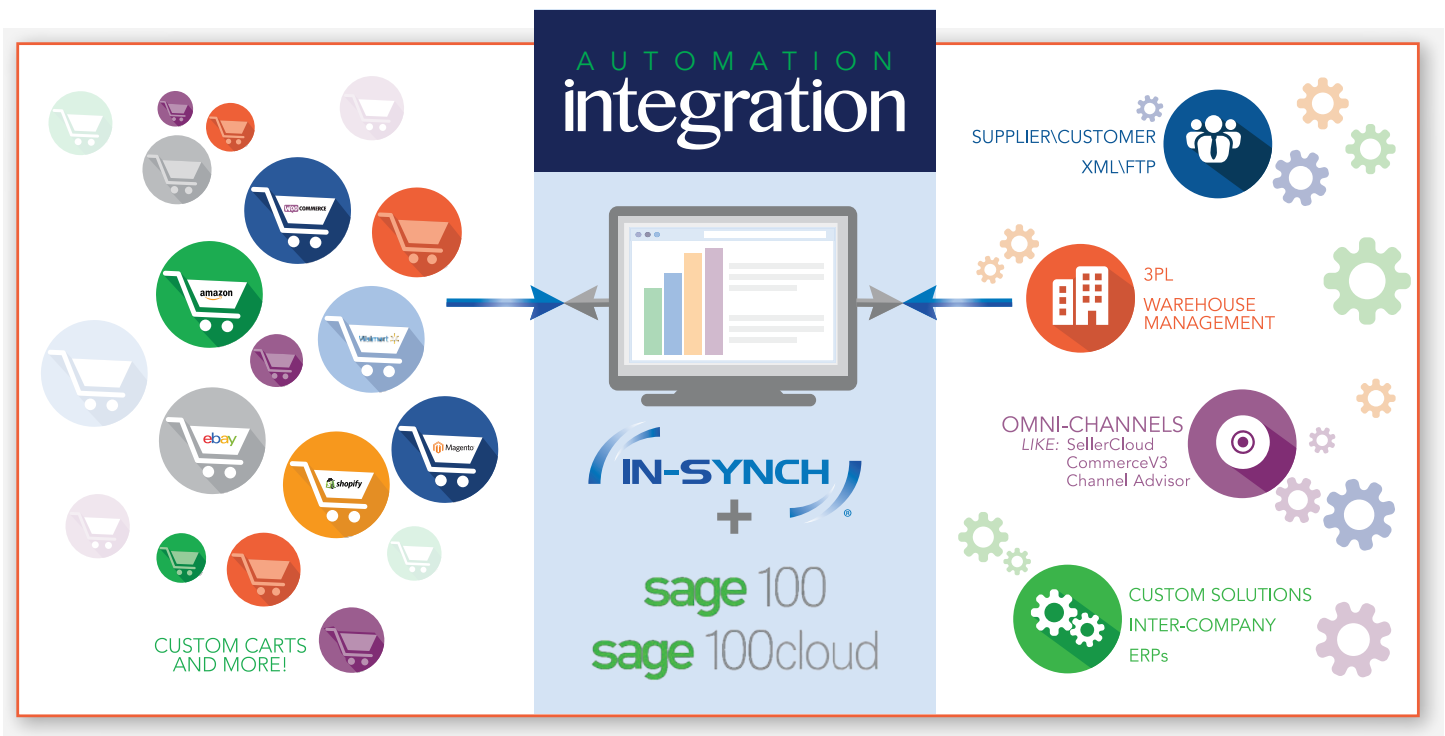 AUTOMATION
integration
WOO COMMERCE
amazon
Walmart
ebay
Magento
shopify
CUSTOM CARTS
AND MORE!
IN-SYNCH
®
+
sage 100
sage 100cloud
SUPPLIER\CUSTOMER
XML\FTP
3PL
WAREHOUSE
MANAGEMENT
OMNI-CHANNELS
LIKE: SellerCloud
CommerceV3
Channel Advisor
CUSTOM SOLUTIONS
INTER-COMPANY
ERPs